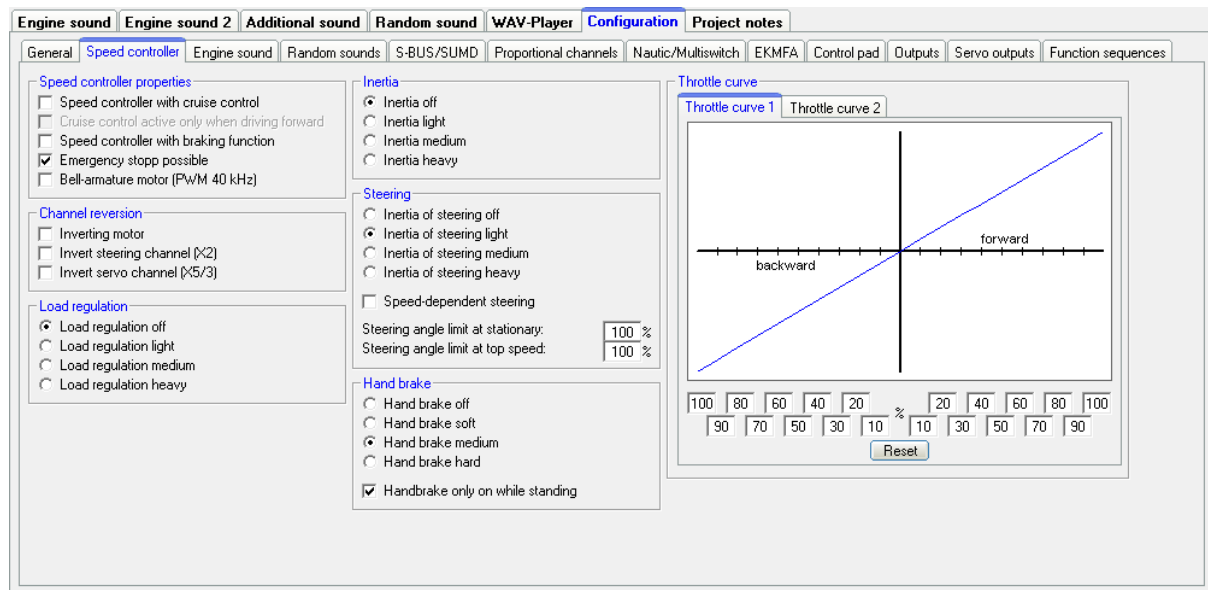 Engine sound Engine sound 2 Additional sound Random sound WAV-Player Configuration Project notes
General Speed controller Engine sound Random sounds S-BUS/SUMD Proportional channels Nautic/Multiswitch EKMFA Control pad Outputs Servo outputs Function sequences
Speed controller properties
Speed controller with cruise control
Cruise control active only when driving forward
Speed controller with braking function
Emergency stopp possible
Bell-armature motor (PWM 40 kHz)
Channel reversion
Inverting motor
Invert steering channel (X2)
Invert servo channel (X5/3)
Load regulation
Load regulation off
Load regulation light
Load regulation medium
Load regulation heavy
Inertia
Inertia off
Inertia light
Inertia medium
Inertia heavy
Steering
Inertia of steering off
Inertia of steering light
Inertia of steering medium
Inertia of steering heavy
Speed-dependent steering
Steering angle limit at stationary: 100 %
Steering angle limit at top speed: 100 %
Hand brake
Hand brake off
Hand brake soft
Hand brake medium
Hand brake hard
Handbrake only on while standing
Throttle curve
Throttle curve 1 Throttle curve 2
forward
backward
100 80 60 40 20 % 20 40 60 80 100
90 70 50 30 10 10 30 50 70 90
Reset